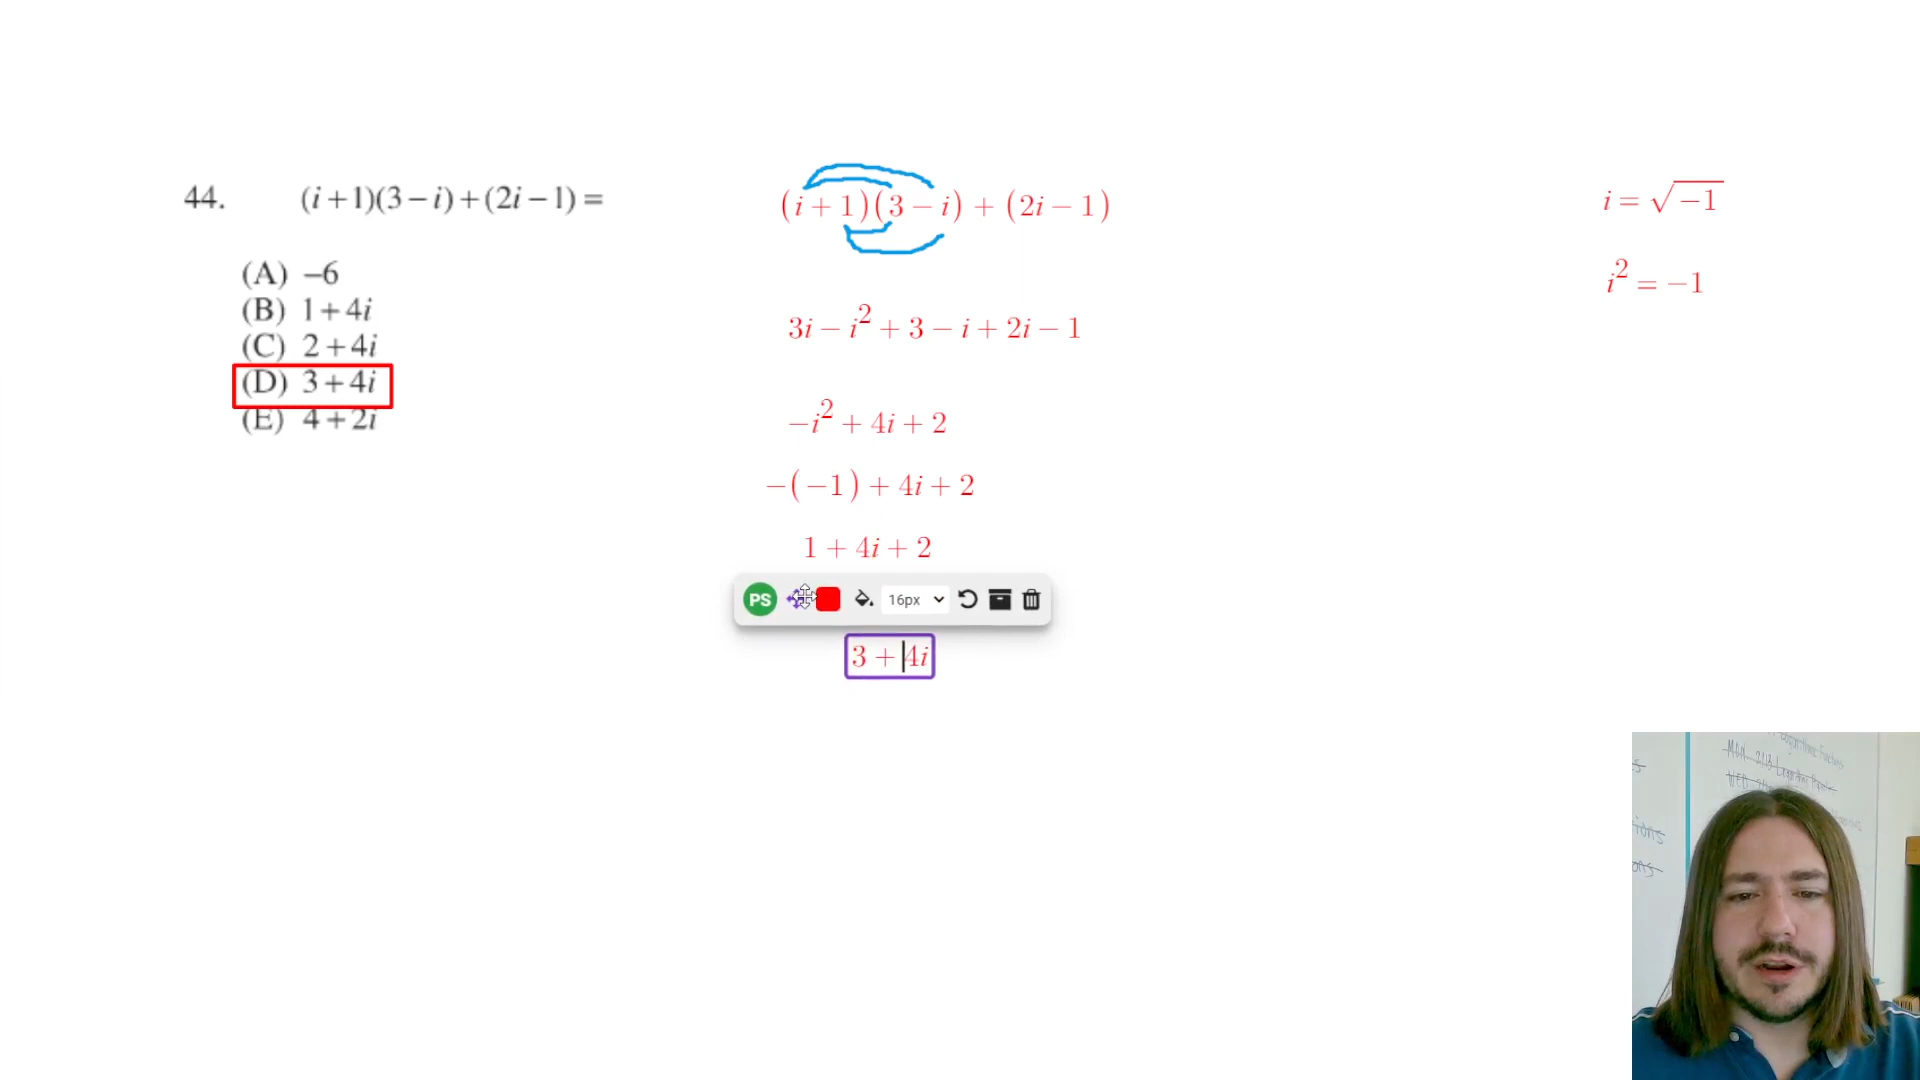 44. (i+1)(3−i)+(2i−1)=
(A) −6
(B) 1+4i
(C) 2+4i
(D) 3+4i
(E) 4+2i
(i + 1)(3 − i) + (2i − 1)
3i − i² + 3 − i + 2i − 1
−i² + 4i + 2
−(−1) + 4i + 2
1 + 4i + 2
PS 16px
3 + 4i
i = √−1
i² = −1